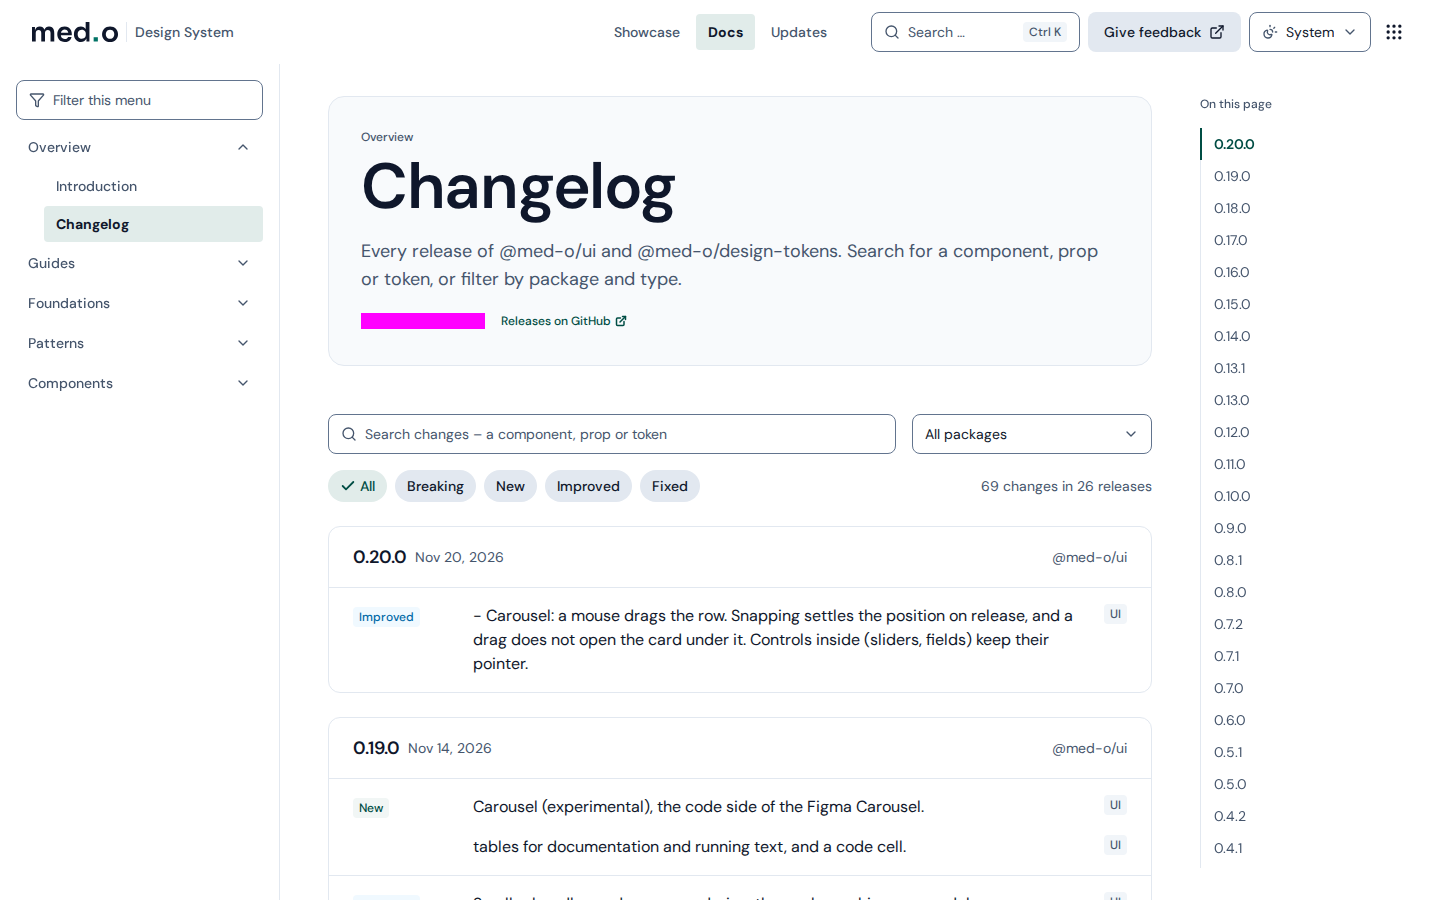 med.o
Design System
Showcase
Docs
Updates
Search ...
Ctrl K
Give feedback
System
Filter this menu
Overview
Introduction
Changelog
Guides
Foundations
Patterns
Components
Overview
Changelog
Every release of @med-o/ui and @med-o/design-tokens. Search for a component, prop
or token, or filter by package and type.
Releases on GitHub
Search changes – a component, prop or token
All packages
All
Breaking
New
Improved
Fixed
69 changes in 26 releases
0.20.0 Nov 20, 2026
@med-o/ui
Improved
- Carousel: a mouse drags the row. Snapping settles the position on release, and a
drag does not open the card under it. Controls inside (sliders, fields) keep their
pointer.
UI
0.19.0 Nov 14, 2026
@med-o/ui
New
Carousel (experimental), the code side of the Figma Carousel.
UI
tables for documentation and running text, and a code cell.
UI
On this page
0.20.0
0.19.0
0.18.0
0.17.0
0.16.0
0.15.0
0.14.0
0.13.1
0.13.0
0.12.0
0.11.0
0.10.0
0.9.0
0.8.1
0.8.0
0.7.2
0.7.1
0.7.0
0.6.0
0.5.1
0.5.0
0.4.2
0.4.1